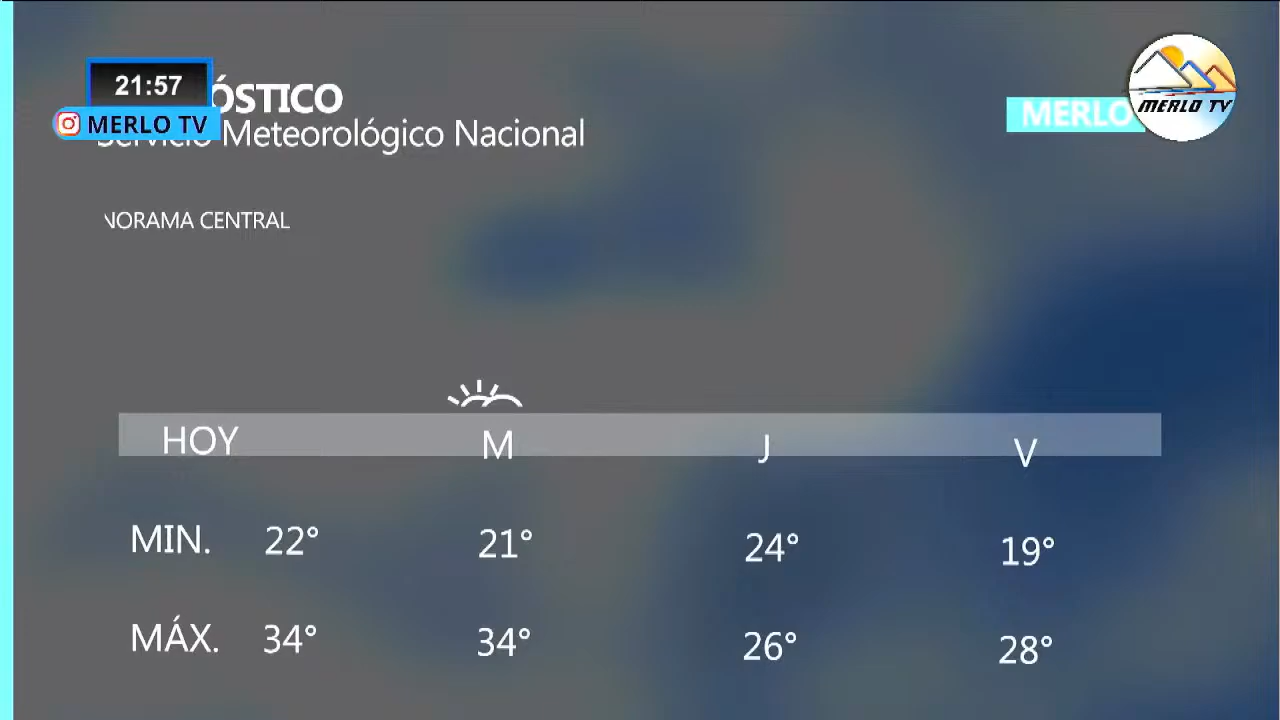 21:57
ÓSTICO
MERLO TV
Servicio Meteorológico Nacional
MERLO
MERLO TV
NORAMA CENTRAL
HOY M J V
MIN. 22° 21° 24° 19°
MÁX. 34° 34° 26° 28°